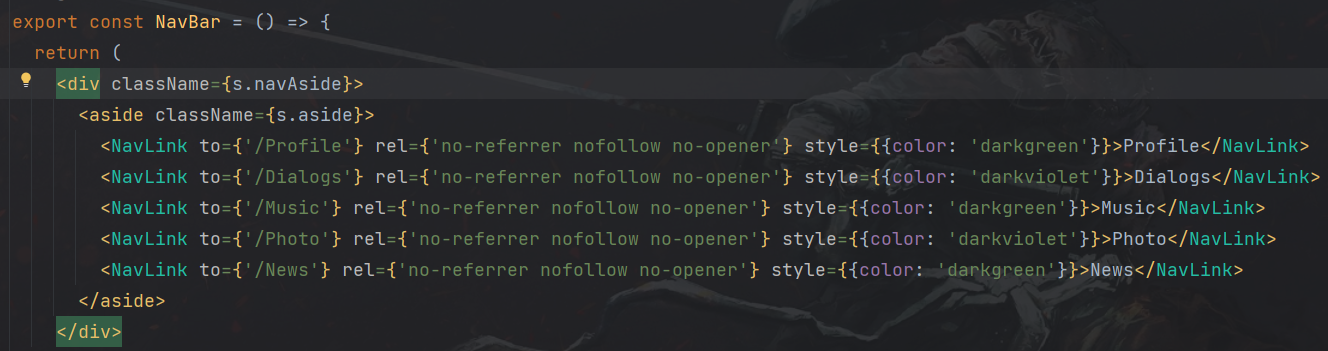 export const NavBar = () => {
return (
<div className={s.navAside}>
<aside className={s.aside}>
<NavLink to={'/Profile'} rel={'no-referrer nofollow no-opener'} style={{color: 'darkgreen'}}>Profile</NavLink>
<NavLink to={'/Dialogs'} rel={'no-referrer nofollow no-opener'} style={{color: 'darkviolet'}}>Dialogs</NavLink>
<NavLink to={'/Music'} rel={'no-referrer nofollow no-opener'} style={{color: 'darkgreen'}}>Music</NavLink>
<NavLink to={'/Photo'} rel={'no-referrer nofollow no-opener'} style={{color: 'darkviolet'}}>Photo</NavLink>
<NavLink to={'/News'} rel={'no-referrer nofollow no-opener'} style={{color: 'darkgreen'}}>News</NavLink>
</aside>
</div>